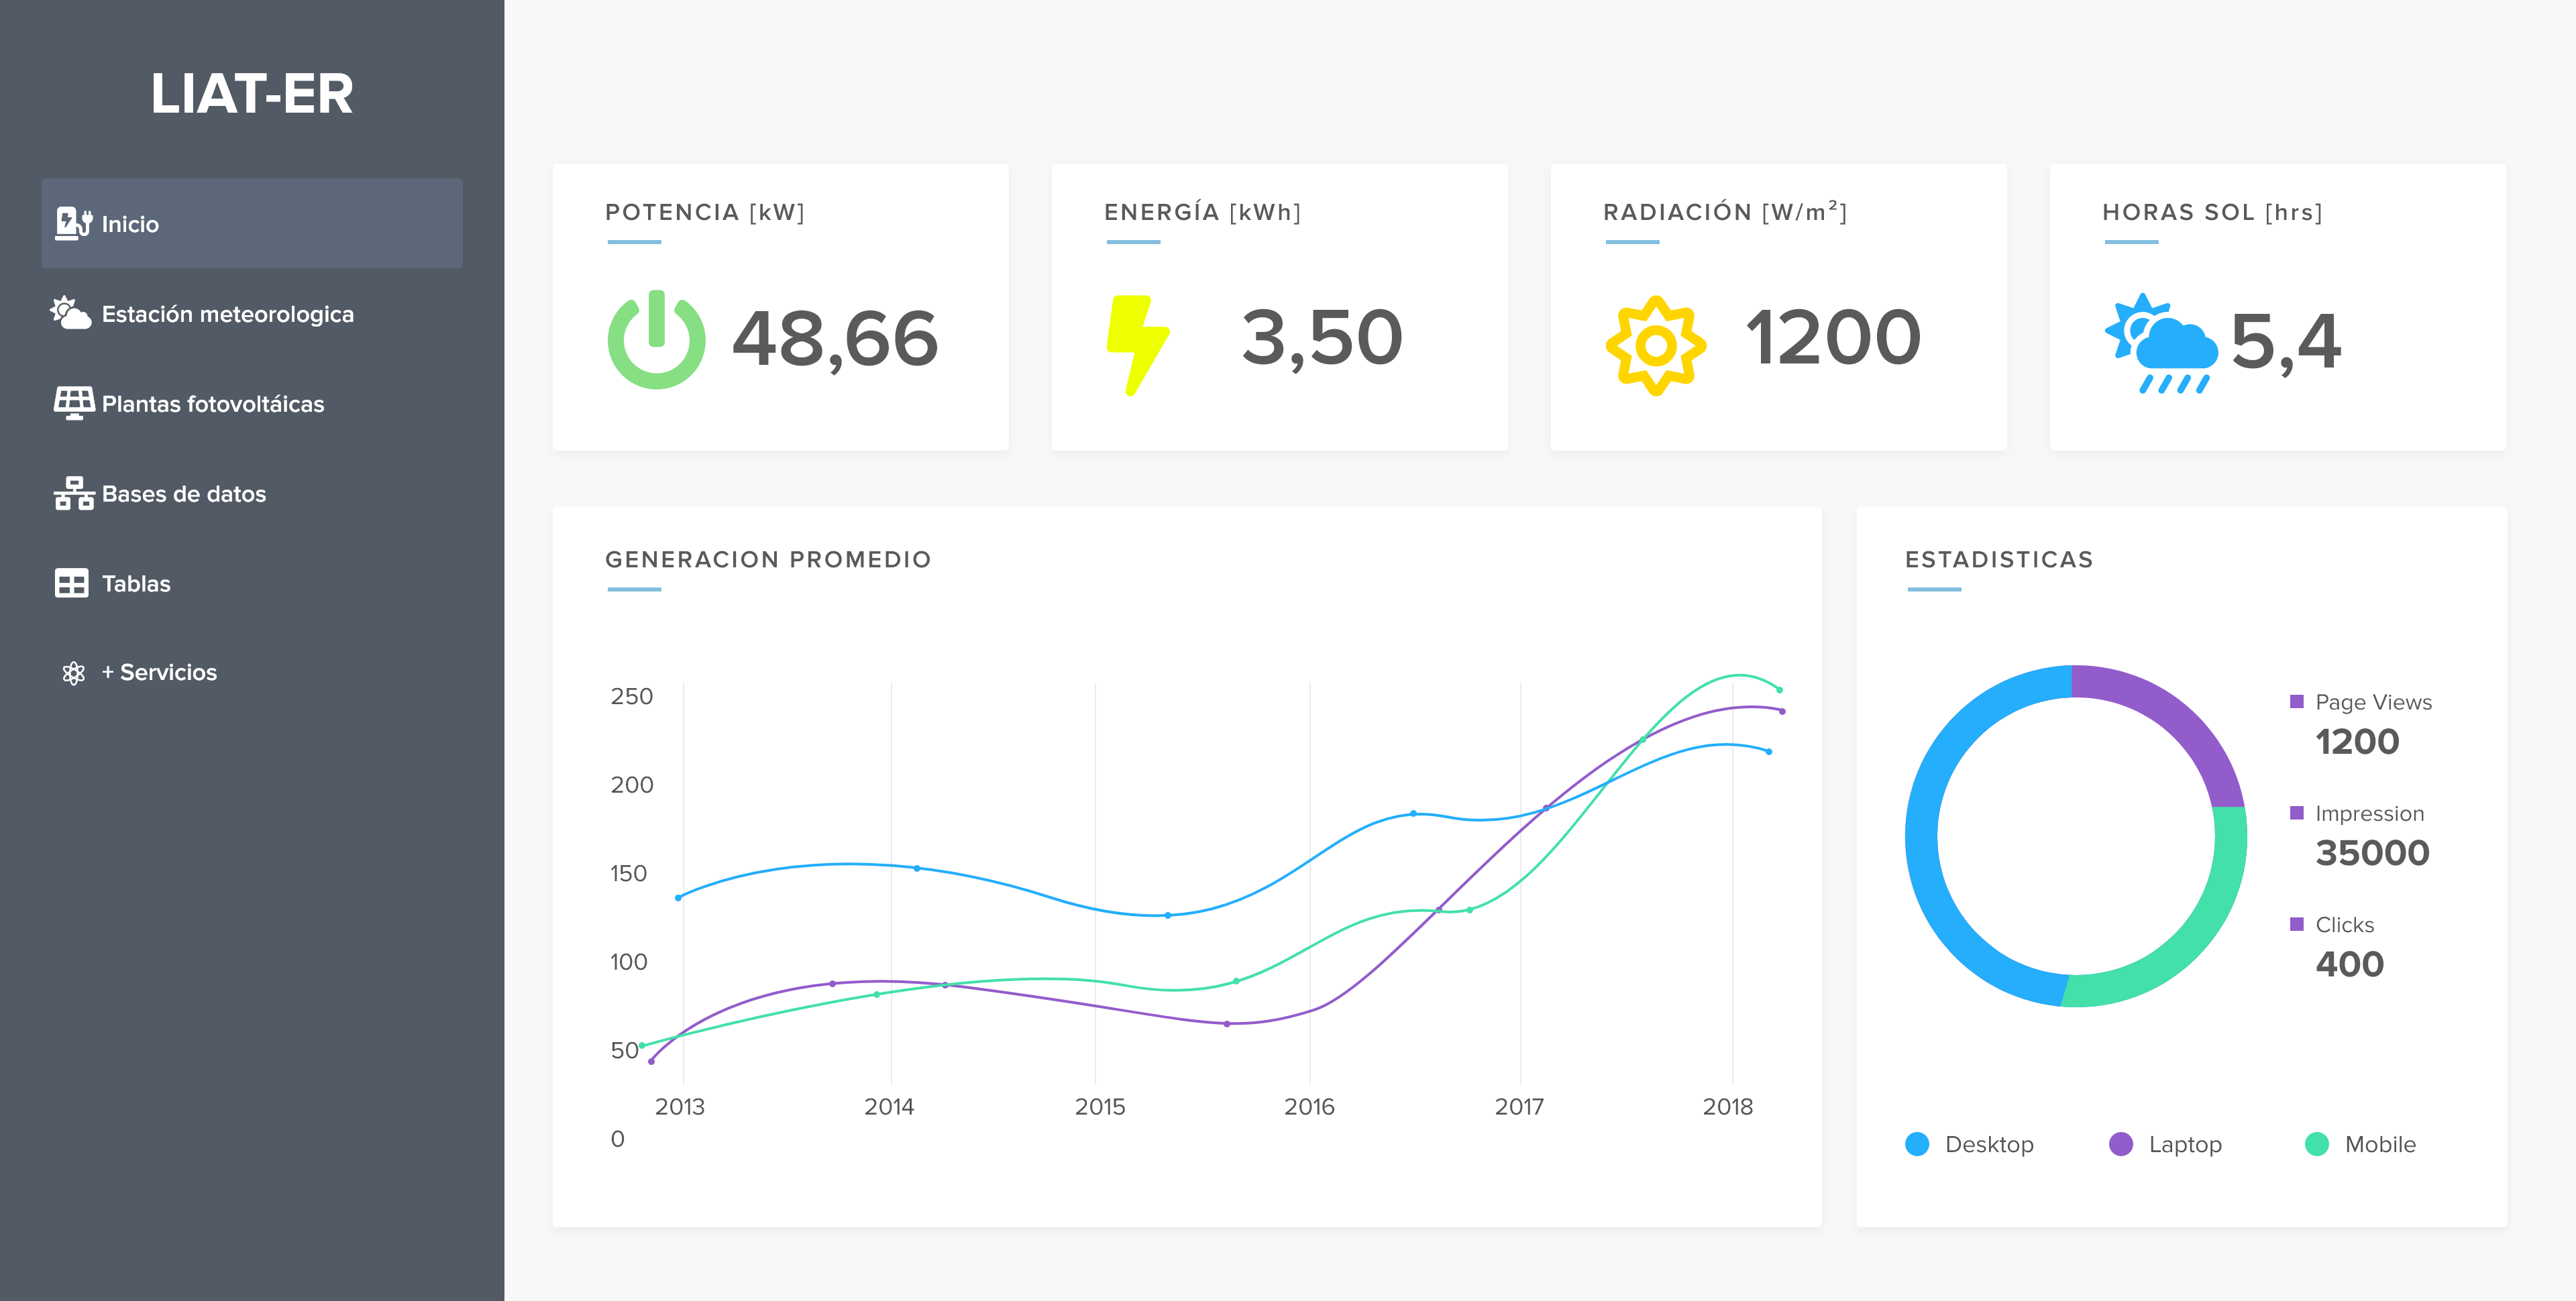 LIAT-ER
Inicio
Estación meteorologica
Plantas fotovoltáicas
Bases de datos
Tablas
+ Servicios
POTENCIA [kW]
48,66
ENERGÍA [kWh]
3,50
RADIACIÓN [W/m²]
1200
HORAS SOL [hrs]
5,4
GENERACION PROMEDIO
250
200
150
100
50
0
2013 2014 2015 2016 2017 2018
ESTADISTICAS
Page Views
1200
Impression
35000
Clicks
400
Desktop Laptop Mobile